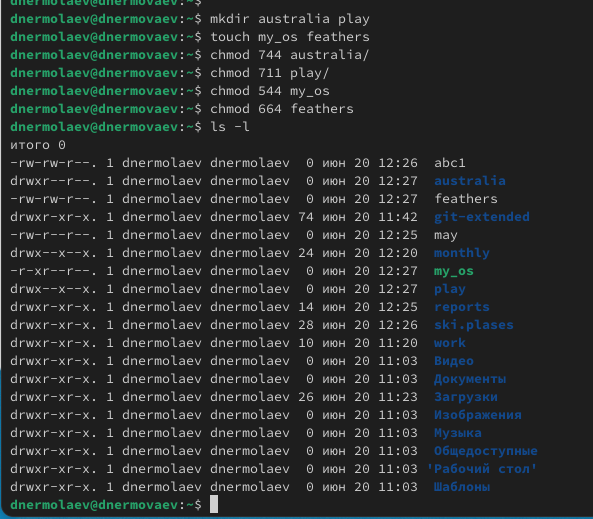 dnermolaev@dnermovaev:~$
dnermolaev@dnermovaev:~$ mkdir australia play
dnermolaev@dnermovaev:~$ touch my_os feathers
dnermolaev@dnermovaev:~$ chmod 744 australia/
dnermolaev@dnermovaev:~$ chmod 711 play/
dnermolaev@dnermovaev:~$ chmod 544 my_os
dnermolaev@dnermovaev:~$ chmod 664 feathers
dnermolaev@dnermovaev:~$ ls -l
итого 0
-rw-rw-r--. 1 dnermolaev dnermolaev  0 июн 20 12:26  abc1
drwxr--r--. 1 dnermolaev dnermolaev  0 июн 20 12:27  australia
-rw-rw-r--. 1 dnermolaev dnermolaev  0 июн 20 12:27  feathers
drwxr-xr-x. 1 dnermolaev dnermolaev 74 июн 20 11:42  git-extended
-rw-r--r--. 1 dnermolaev dnermolaev  0 июн 20 12:25  may
drwx--x--x. 1 dnermolaev dnermolaev 24 июн 20 12:20  monthly
-r-xr--r--. 1 dnermolaev dnermolaev  0 июн 20 12:27  my_os
drwx--x--x. 1 dnermolaev dnermolaev  0 июн 20 12:27  play
drwxr-xr-x. 1 dnermolaev dnermolaev 14 июн 20 12:25  reports
drwxr-xr-x. 1 dnermolaev dnermolaev 28 июн 20 12:26  ski.plases
drwxr-xr-x. 1 dnermolaev dnermolaev 10 июн 20 11:20  work
drwxr-xr-x. 1 dnermolaev dnermolaev  0 июн 20 11:03  Видео
drwxr-xr-x. 1 dnermolaev dnermolaev  0 июн 20 11:03  Документы
drwxr-xr-x. 1 dnermolaev dnermolaev 26 июн 20 11:23  Загрузки
drwxr-xr-x. 1 dnermolaev dnermolaev  0 июн 20 11:03  Изображения
drwxr-xr-x. 1 dnermolaev dnermolaev  0 июн 20 11:03  Музыка
drwxr-xr-x. 1 dnermolaev dnermolaev  0 июн 20 11:03  Общедоступные
drwxr-xr-x. 1 dnermolaev dnermolaev  0 июн 20 11:03 'Рабочий стол'
drwxr-xr-x. 1 dnermolaev dnermolaev  0 июн 20 11:03  Шаблоны
dnermolaev@dnermovaev:~$